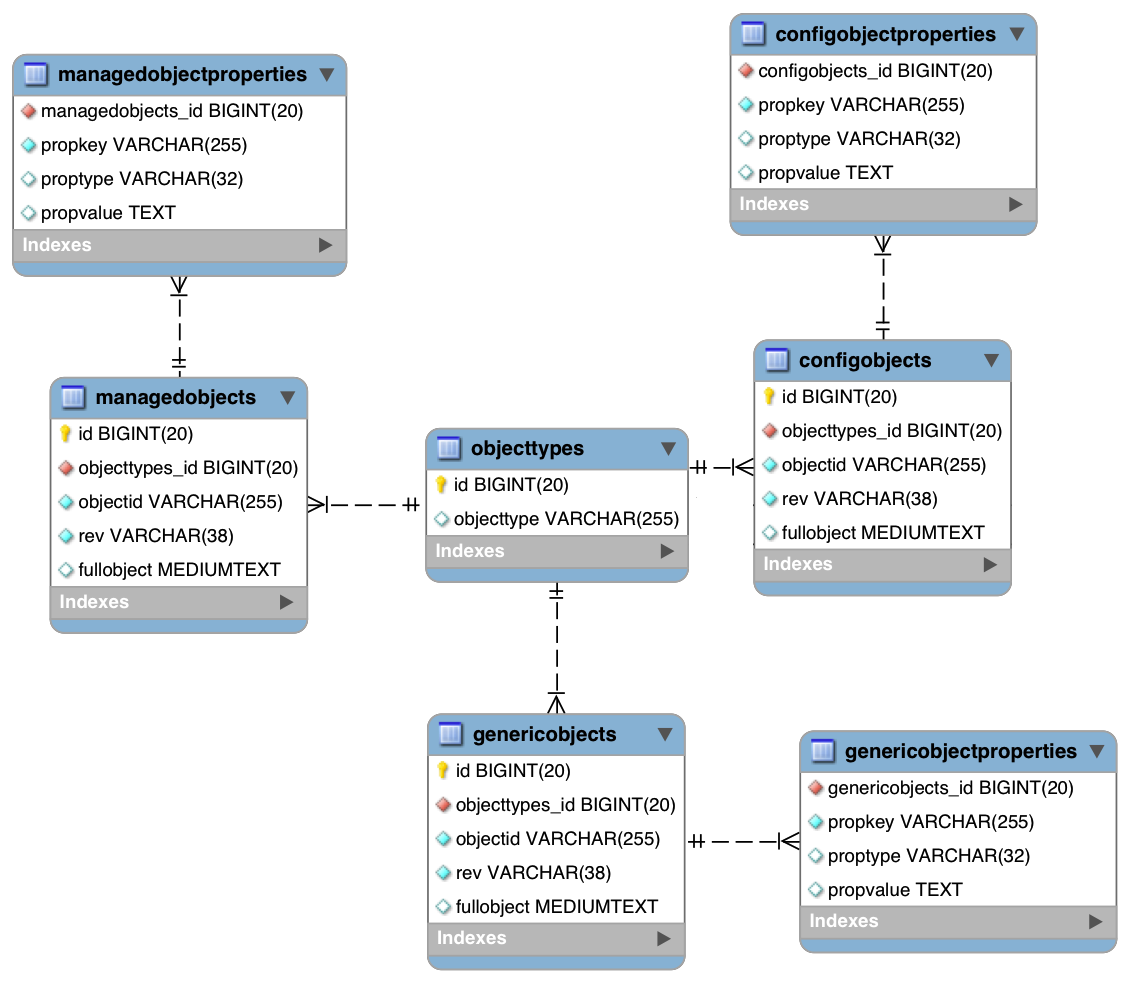 managedobjectproperties
managedobjects_id BIGINT(20)
propkey VARCHAR(255)
proptype VARCHAR(32)
propvalue TEXT
Indexes
configobjectproperties
configobjects_id BIGINT(20)
propkey VARCHAR(255)
proptype VARCHAR(32)
propvalue TEXT
Indexes
managedobjects
id BIGINT(20)
objecttypes_id BIGINT(20)
objectid VARCHAR(255)
rev VARCHAR(38)
fullobject MEDIUMTEXT
Indexes
objecttypes
id BIGINT(20)
objecttype VARCHAR(255)
Indexes
configobjects
id BIGINT(20)
objecttypes_id BIGINT(20)
objectid VARCHAR(255)
rev VARCHAR(38)
fullobject MEDIUMTEXT
Indexes
genericobjects
id BIGINT(20)
objecttypes_id BIGINT(20)
objectid VARCHAR(255)
rev VARCHAR(38)
fullobject MEDIUMTEXT
Indexes
genericobjectproperties
genericobjects_id BIGINT(20)
propkey VARCHAR(255)
proptype VARCHAR(32)
propvalue TEXT
Indexes